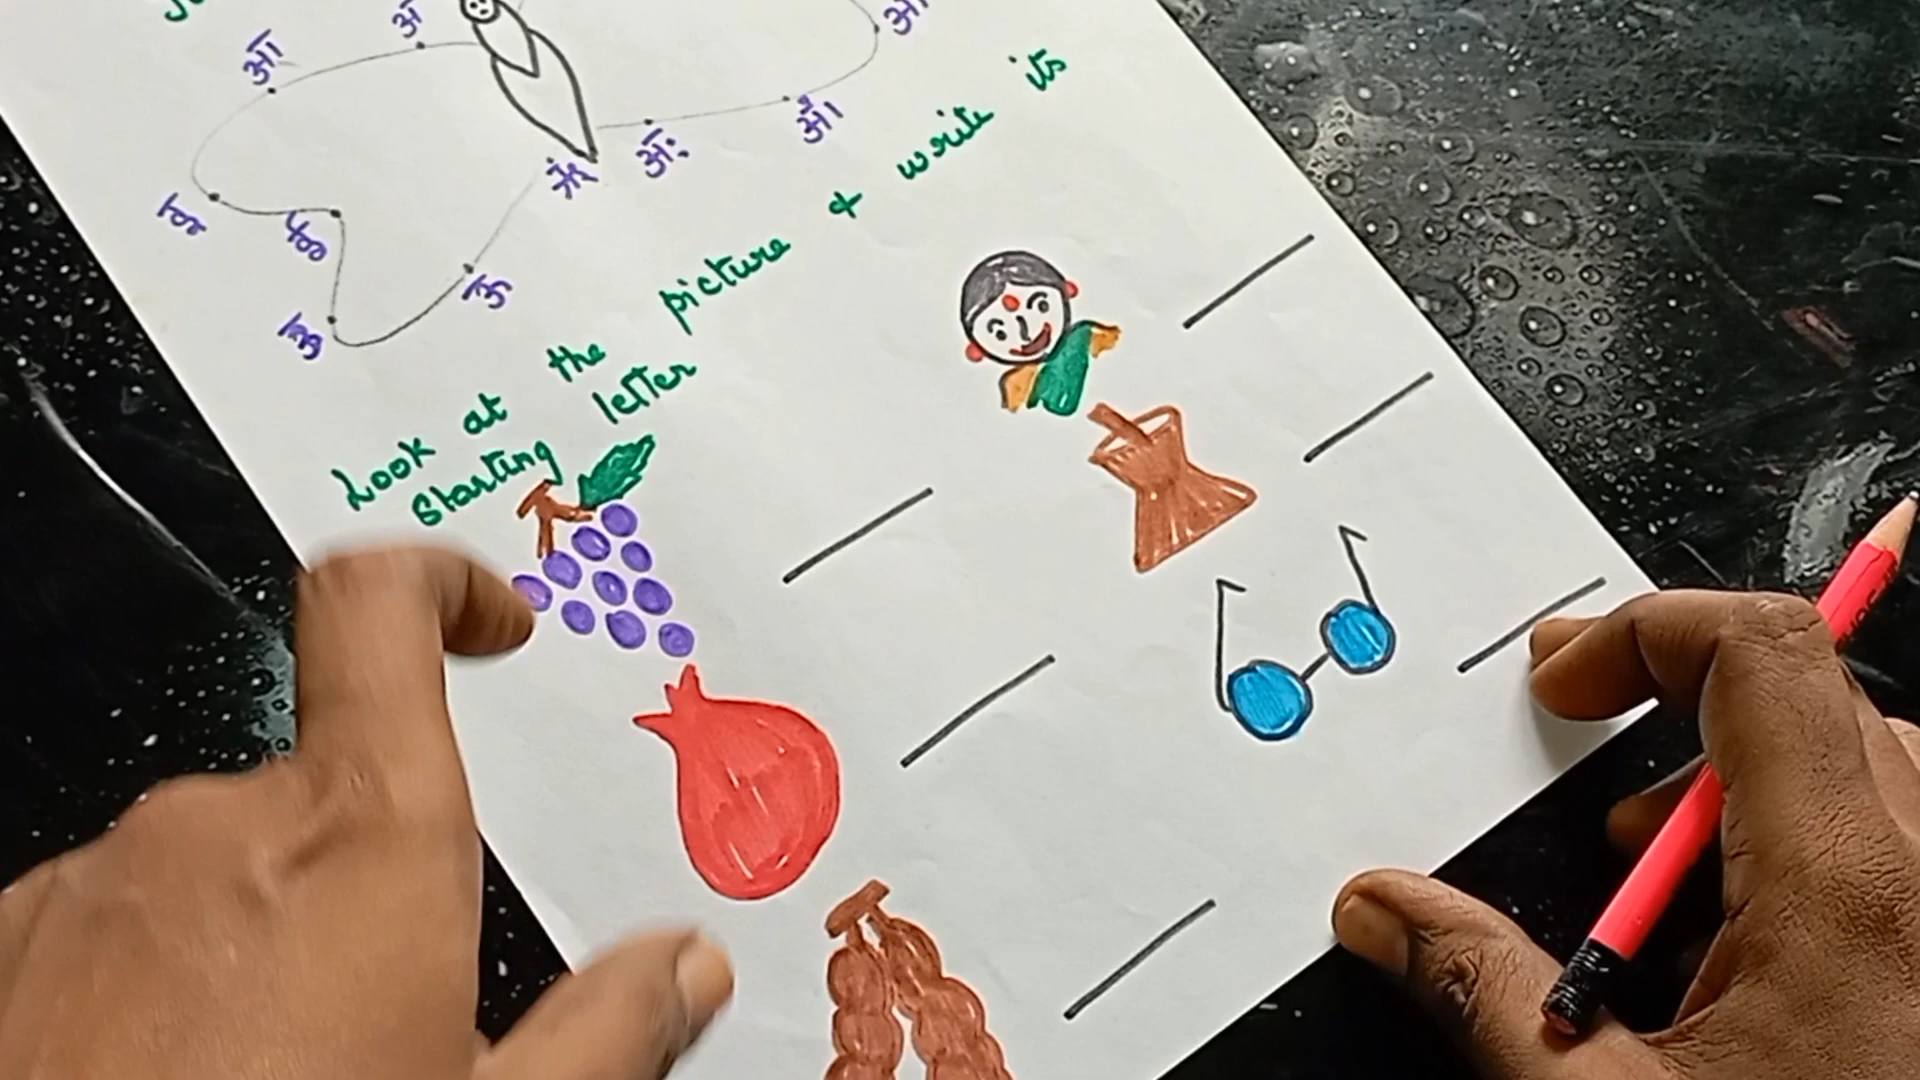 अ
आ
इ
ई
उ
ऊ
ऋ
अः
Look at the picture & write its
Starting letter